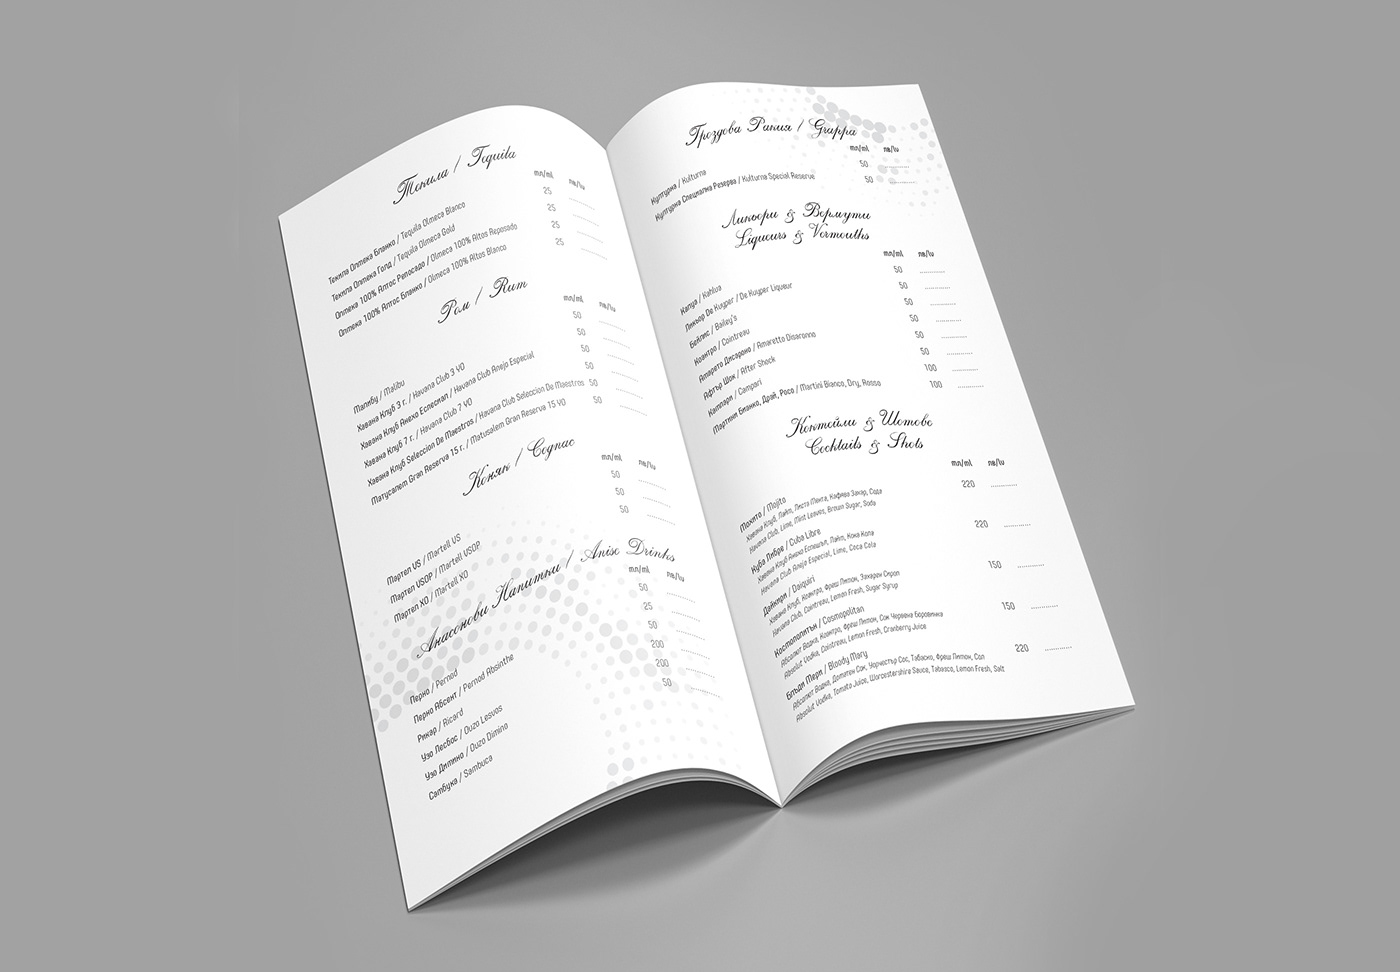 Текила / Tequila
мл/ml лв/lv
Текила Олмека Бланко / Tequila Olmeca Blanco 25 ............
Текила Олмека Голд / Tequila Olmeca Gold 25 ............
Олмека 100% Алтос Репосадо / Olmeca 100% Altos Reposado 25 ............
Олмека 100% Алтос Бланко / Olmeca 100% Altos Blanco 25 ............
Ром / Rum
мл/ml лв/lv
Малибу / Malibu 50 ............
Хавана Клуб 3 г. / Havana Club 3 YO 50 ............
Хавана Клуб Анехо Еспесиал / Havana Club Anejo Especial 50 ............
Хавана Клуб 7 г. / Havana Club 7 YO 50 ............
Хавана Клуб Seleccion De Maestros / Havana Club Seleccion De Maestros 50 ............
Матусалем Gran Reserva 15 г. / Matusalem Gran Reserva 15 YO 50 ............
Коняк / Cognac
мл/ml лв/lv
Мартел VS / Martell VS 50 ............
Мартел VSOP / Martell VSOP 50 ............
Мартел XO / Martell XO 50 ............
Анасонови Напитки / Anise Drinks
мл/ml лв/lv
Перно / Pernod 50 ............
Перно Абсент / Pernod Absinthe 25 ............
Рикар / Ricard 50 ............
Узо Лесбос / Ouzo Lesvos 200 ............
Узо Димино / Ouzo Dimino 200 ............
Самбука / Sambuca 50 ............
Гроздова Ракия / Grappa
мл/ml лв/lv
Културна / Kulturna 50 ............
Културна Специална Резерва / Kulturna Special Reserve 50 ............
Ликьори & Вермути
Liqueurs & Vermouths
мл/ml лв/lv
Калуа / Kahlua 50 ............
Ликьор De Kuyper / De Kuyper Liqueur 50 ............
Бейлис / Bailey's 50 ............
Коантро / Cointreau 50 ............
Амарето Дисароно / Amaretto Disaronno 50 ............
Афтър Шок / After Shock 50 ............
Кампари / Campari 100 ............
Мартини Бианко, Драй, Росо / Martini Bianco, Dry, Rosso 100 ............
Коктейли & Шотове
Cocktails & Shots
мл/ml лв/lv
Мохито / Mojito 220 ............
Хавана Клуб, Лайм, Листа Мента, Кафява Захар, Сода
Havana Club, Lime, Mint Leaves, Brown Sugar, Soda
Куба Либре / Cuba Libre 220 ............
Хавана Клуб Анехо Еспешъл, Лайм, Кока Кола
Havana Club Anejo Especial, Lime, Coca Cola
Дайкири / Daiquiri 150 ............
Хавана Клуб, Коантро, Фреш Лимон, Захарен Сироп
Havana Club, Cointreau, Lemon Fresh, Sugar Syrup
Космополитън / Cosmopolitan 150 ............
Абсолют Водка, Коантро, Фреш Лимон, Сок Червена боровинка
Absolut Vodka, Cointreau, Lemon Fresh, Cranberry Juice
Блъди Мери / Bloody Mary 220 ............
Абсолют Водка, Доматен Сок, Уорчестър Сос, Табаско, Фреш Лимон, Сол
Absolut Vodka, Tomato Juice, Worcestershire Sauce, Tabasco, Lemon Fresh, Salt